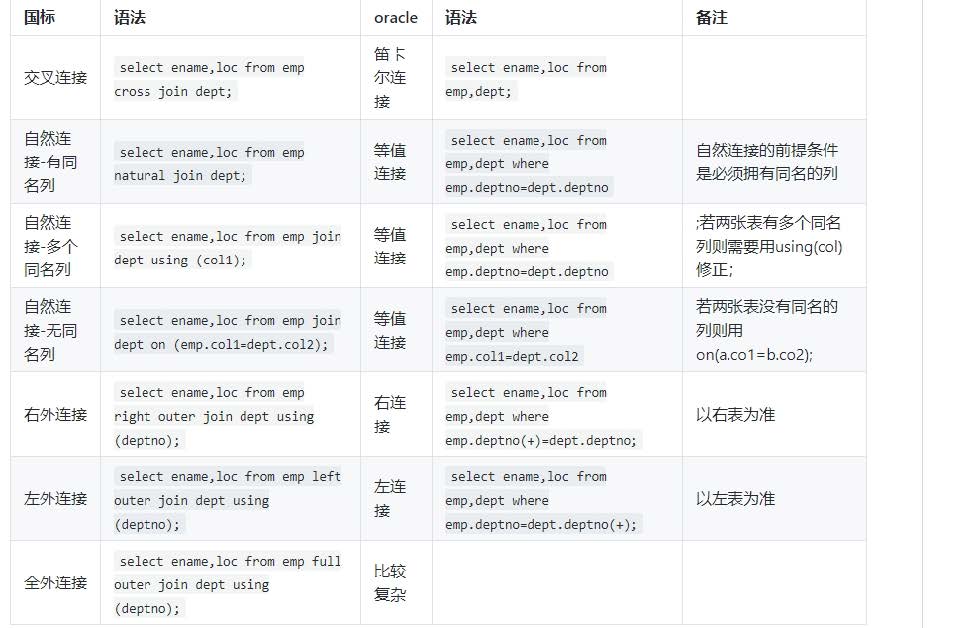 国标 语法 oracle 语法 备注
交叉连接
select ename,loc from emp
cross join dept;
笛卡
尔连
接
select ename,loc from
emp,dept;
自然连
接-有同
名列
select ename,loc from emp
natural join dept;
等值
连接
select ename,loc from
emp,dept where
emp.deptno=dept.deptno
自然连接的前提条件
是必须拥有同名的列
自然连
接-多个
同名列
select ename,loc from emp join
dept using (col1);
等值
连接
select ename,loc from
emp,dept where
emp.deptno=dept.deptno
;若两张表有多个同名
列则需要用using(col)
修正;
自然连
接-无同
名列
select ename,loc from emp join
dept on (emp.col1=dept.col2);
等值
连接
select ename,loc from
emp,dept where
emp.col1=dept.col2
若两张表没有同名的
列则用
on(a.co1=b.co2);
右外连接
select ename,loc from emp
right outer join dept using
(deptno);
右连
接
select ename,loc from
emp,dept where
emp.deptno(+)=dept.deptno;
以右表为准
左外连接
select ename,loc from emp left
outer join dept using
(deptno);
左连
接
select ename,loc from
emp,dept where
emp.deptno=dept.deptno(+);
以左表为准
全外连接
select ename,loc from emp full
outer join dept using
(deptno);
比较
复杂